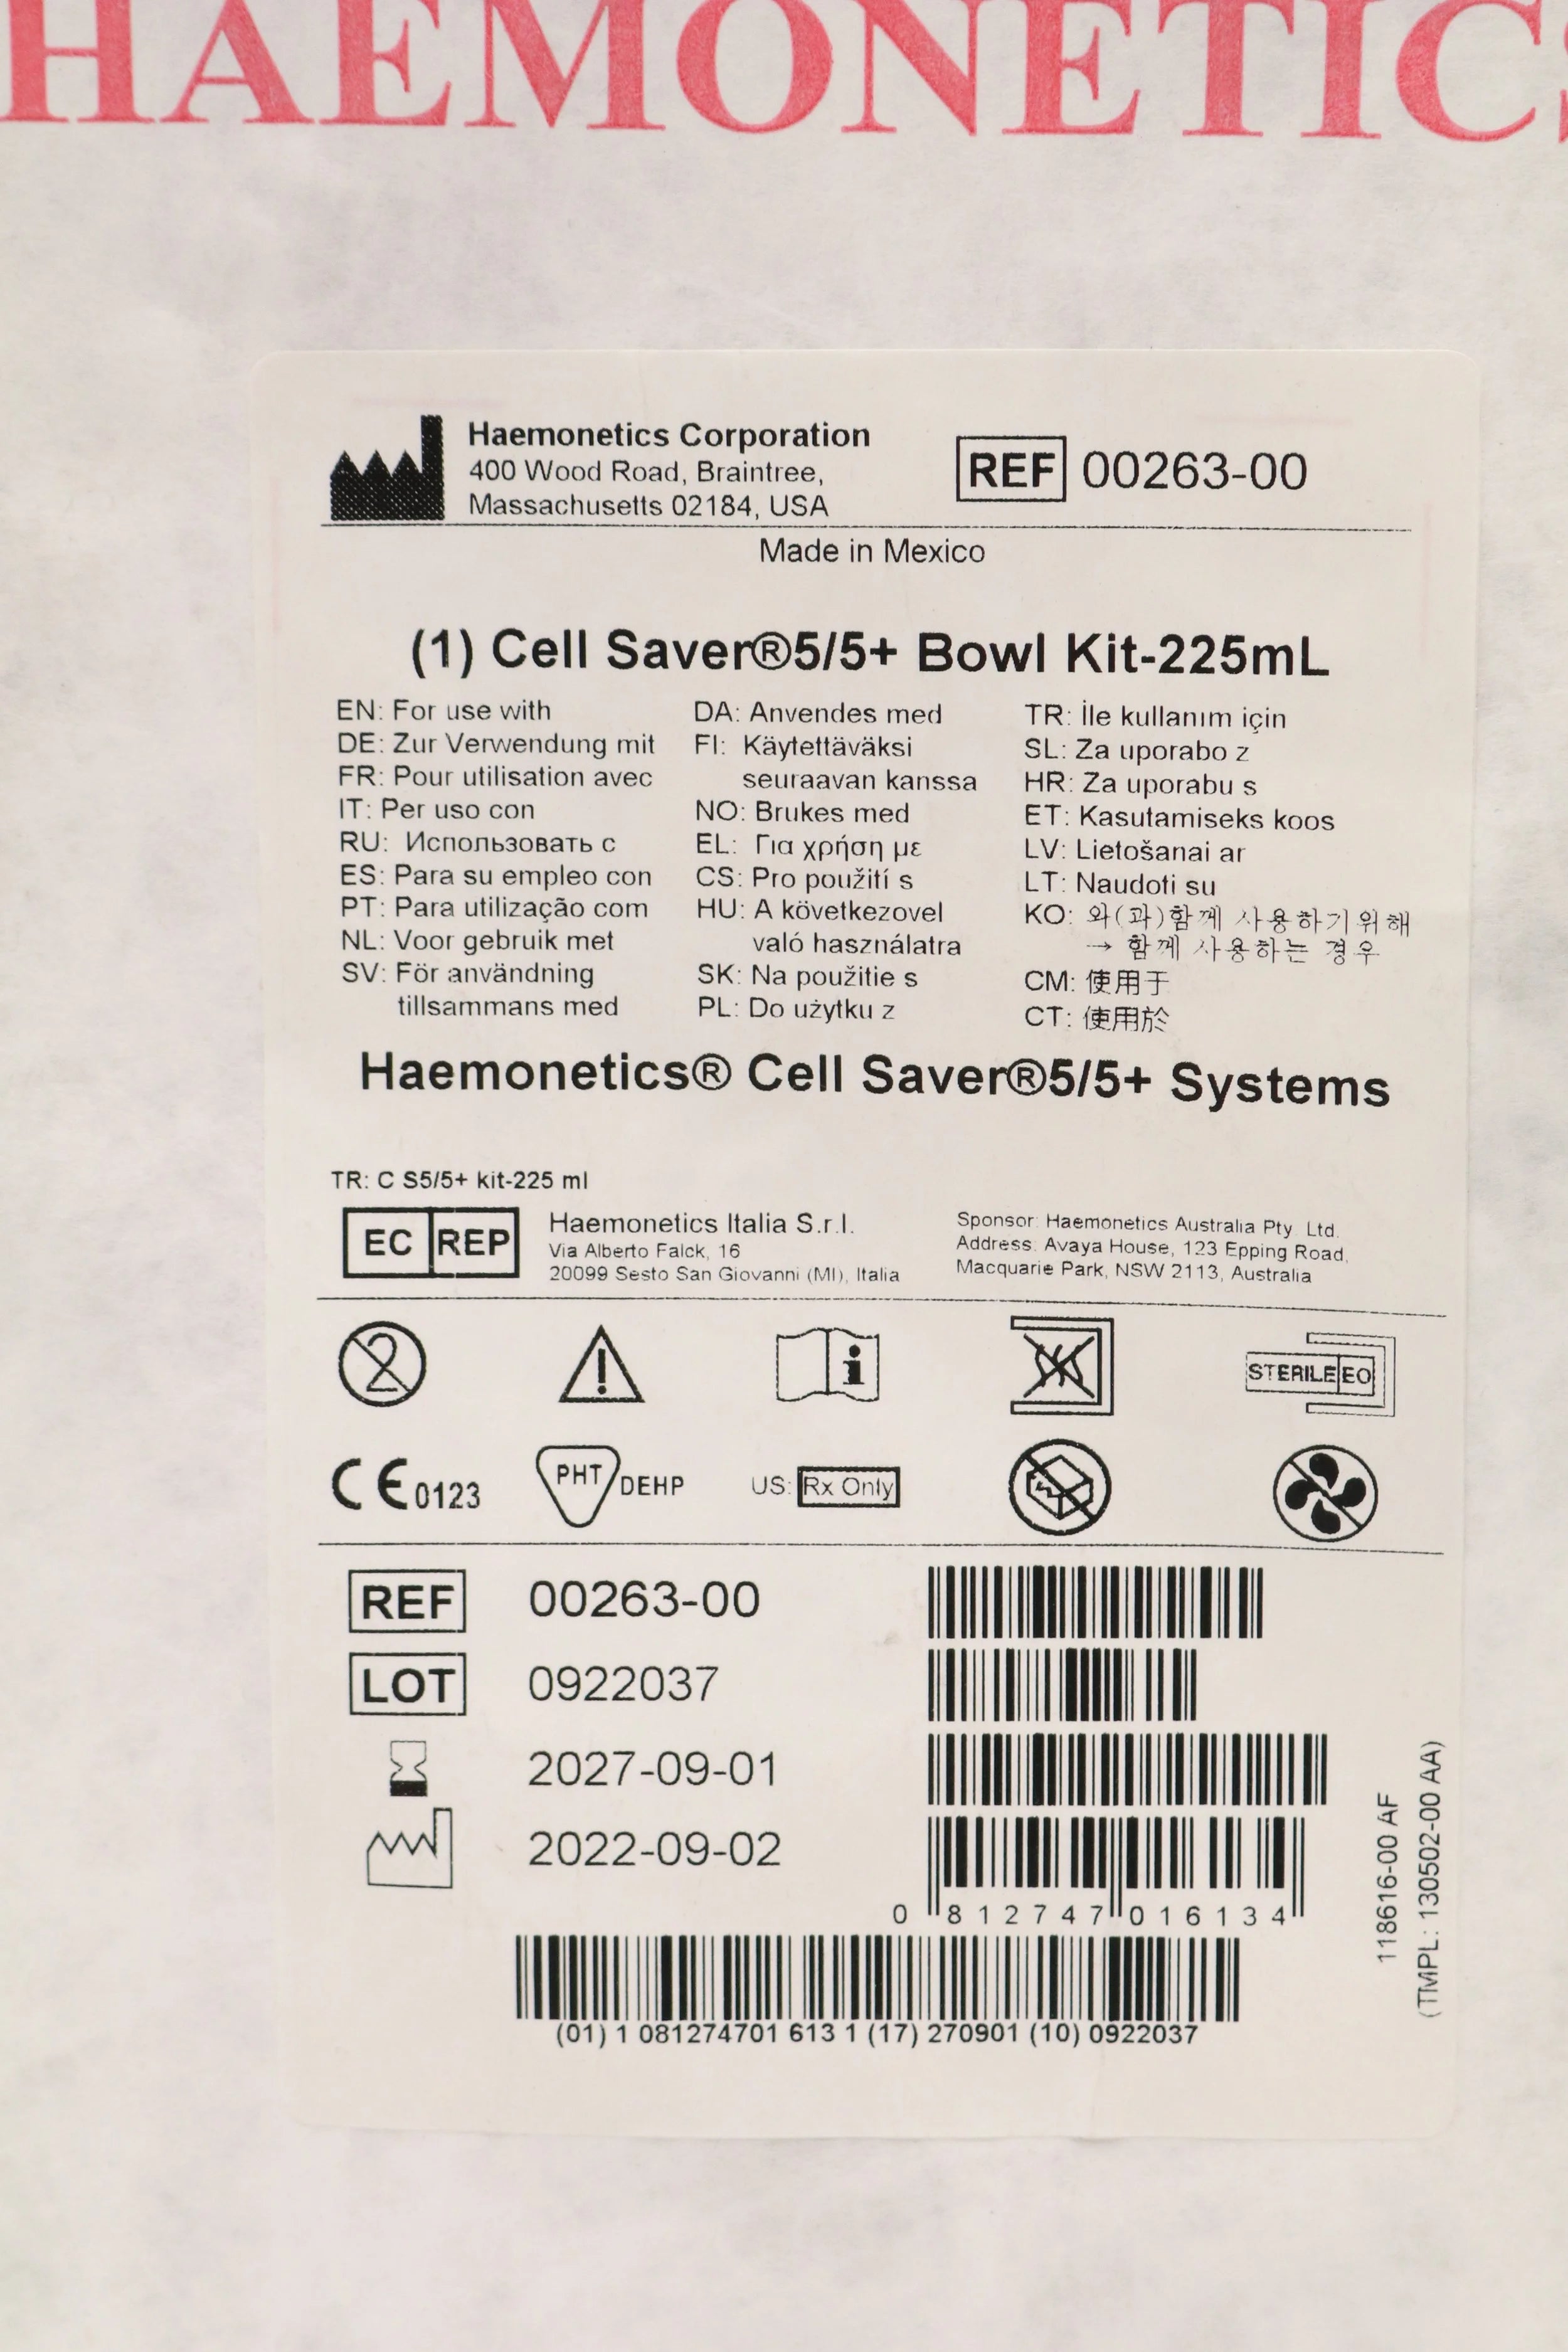 HAEMONETICS
Haemonetics Corporation
400 Wood Road, Braintree,
Massachusetts 02184, USA
REF 00263-00
Made in Mexico
(1) Cell Saver®5/5+ Bowl Kit-225mL
EN: For use with
DE: Zur Verwendung mit
FR: Pour utilisation avec
IT: Per uso con
RU: Использовать с
ES: Para su empleo con
PT: Para utilização com
NL: Voor gebruik met
SV: För användning
tillsammans med
DA: Anvendes med
FI: Käytettäväksi
seuraavan kanssa
NO: Brukes med
EL: Για χρήση με
CS: Pro použití s
HU: A következovel
való használatra
SK: Na použitie s
PL: Do użytku z
TR: İle kullanım için
SL: Za uporabo z
HR: Za uporabu s
ET: Kasutamiseks koos
LV: Lietošanai ar
LT: Naudoti su
KO: 와(과)함께 사용하기위해
→ 함께 사용하는 경우
CM: 使用于
CT: 使用於
Haemonetics® Cell Saver®5/5+ Systems
TR: C S5/5+ kit-225 ml
EC REP
Haemonetics Italia S.r.l.
Via Alberto Falck, 16
20099 Sesto San Giovanni (MI), Italia
Sponsor: Haemonetics Australia Pty. Ltd.
Address: Avaya House, 123 Epping Road,
Macquarie Park, NSW 2113, Australia
2
STERILE EO
CE 0123
PHT DEHP
US: Rx Only
REF 00263-00
LOT 0922037
2027-09-01
2022-09-02
0 812747 016134
(01) 1 081274701 613 1 (17) 270901 (10) 0922037
118616-00 AF
(TMPL: 130502-00 AA)